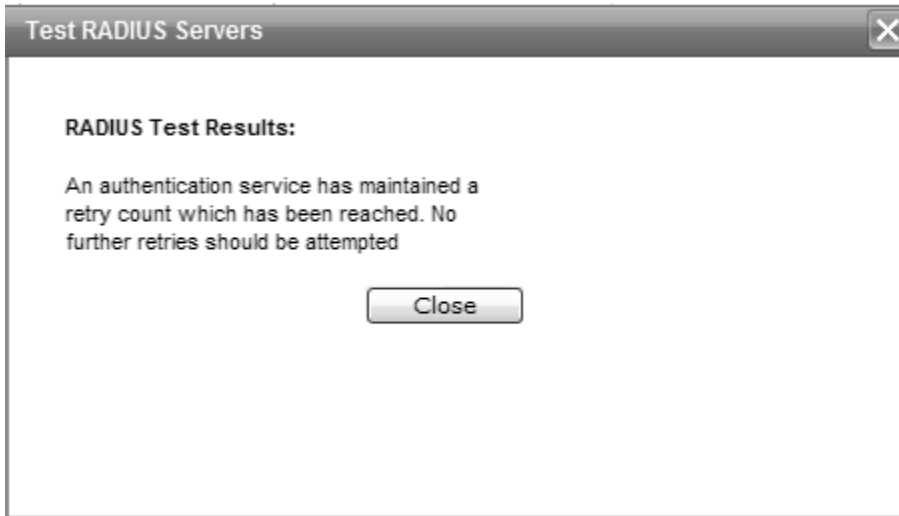 Test RADIUS Servers
RADIUS Test Results:
An authentication service has maintained a
retry count which has been reached. No
further retries should be attempted
Close